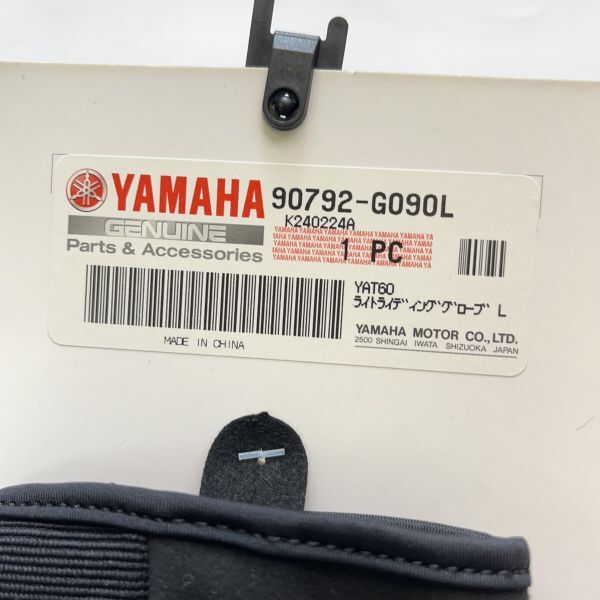 YAMAHA 90792-G090L
GENUINE K240224A
Parts & Accessories 1 PC
YAT60
ﾗｲﾄﾗｲﾃﾞｨﾝｸﾞｸﾞﾛｰﾌﾞ L
YAMAHA MOTOR CO.,LTD.
2500 SHINGAI IWATA SHIZUOKA JAPAN
MADE IN CHINA